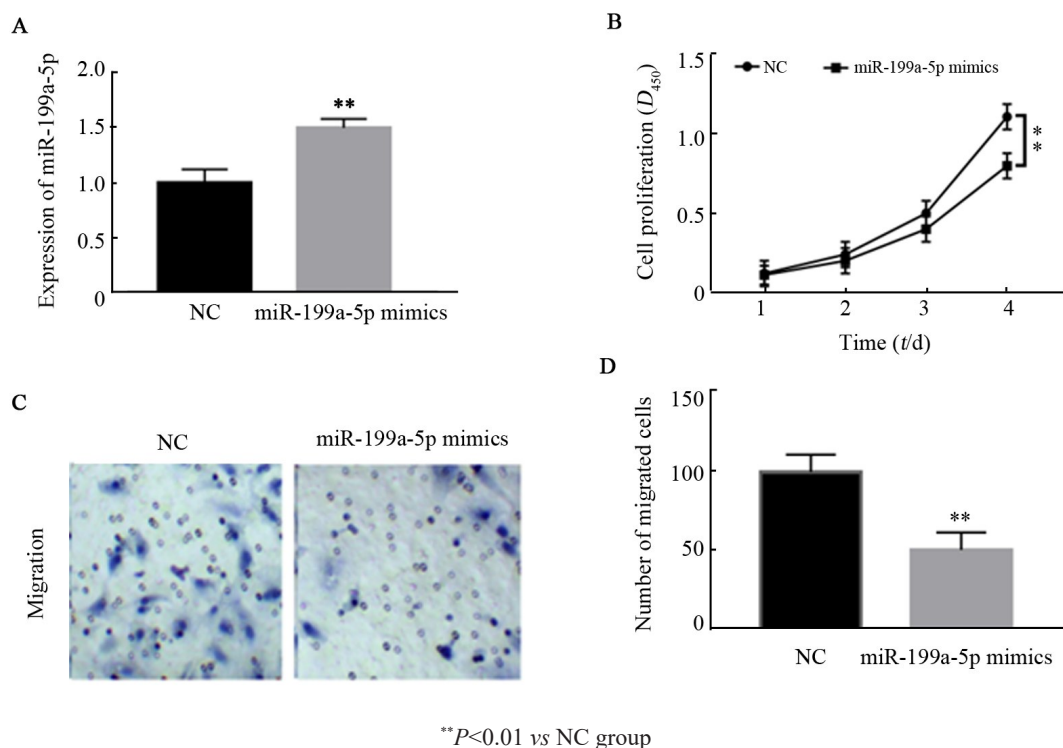 A
Expression of miR-199a-5p
2.0
1.5
1.0
0.5
0
**
NC
miR-199a-5p mimics
B
Cell proliferation (D450)
1.5
1.0
0.5
0
NC
miR-199a-5p mimics
**
1 2 3 4
Time (t/d)
C
NC
miR-199a-5p mimics
Migration
D
Number of migrated cells
150
100
50
0
**
NC
miR-199a-5p mimics
**P<0.01 vs NC group